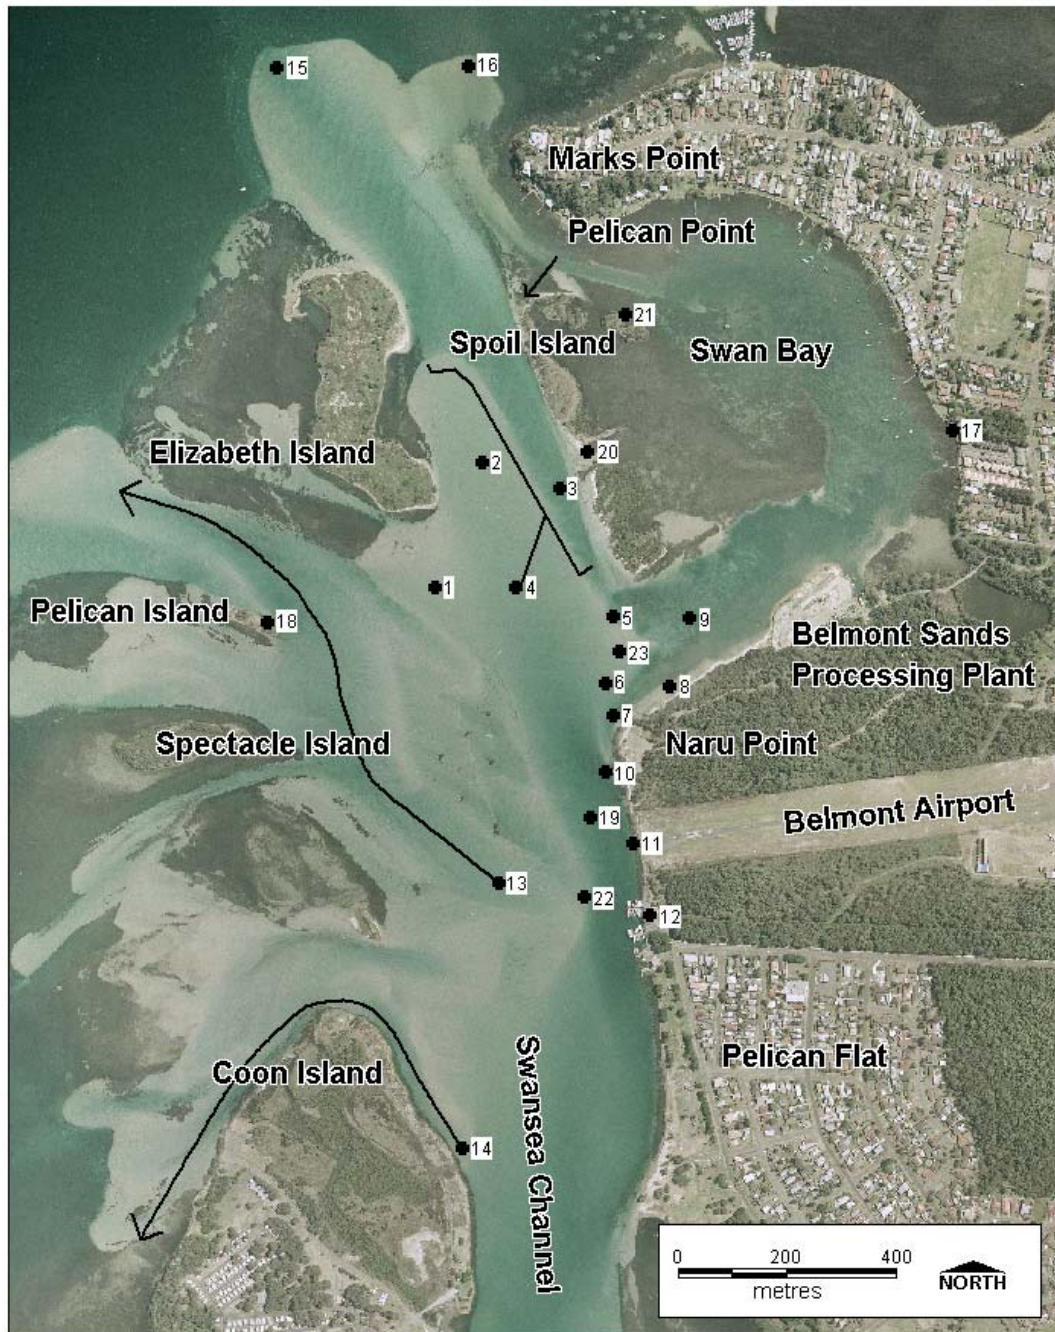 15
16
Marks Point
Pelican Point
21
Spoil Island
Swan Bay
17
Elizabeth Island
20
2
3
1
4
Pelican Island
18
5
9
Belmont Sands
Processing Plant
23
6
8
7
Spectacle Island
Naru Point
10
19
Belmont Airport
11
13
22
12
Coon Island
Pelican Flat
Swansea Channel
14
0 200 400
metres
NORTH